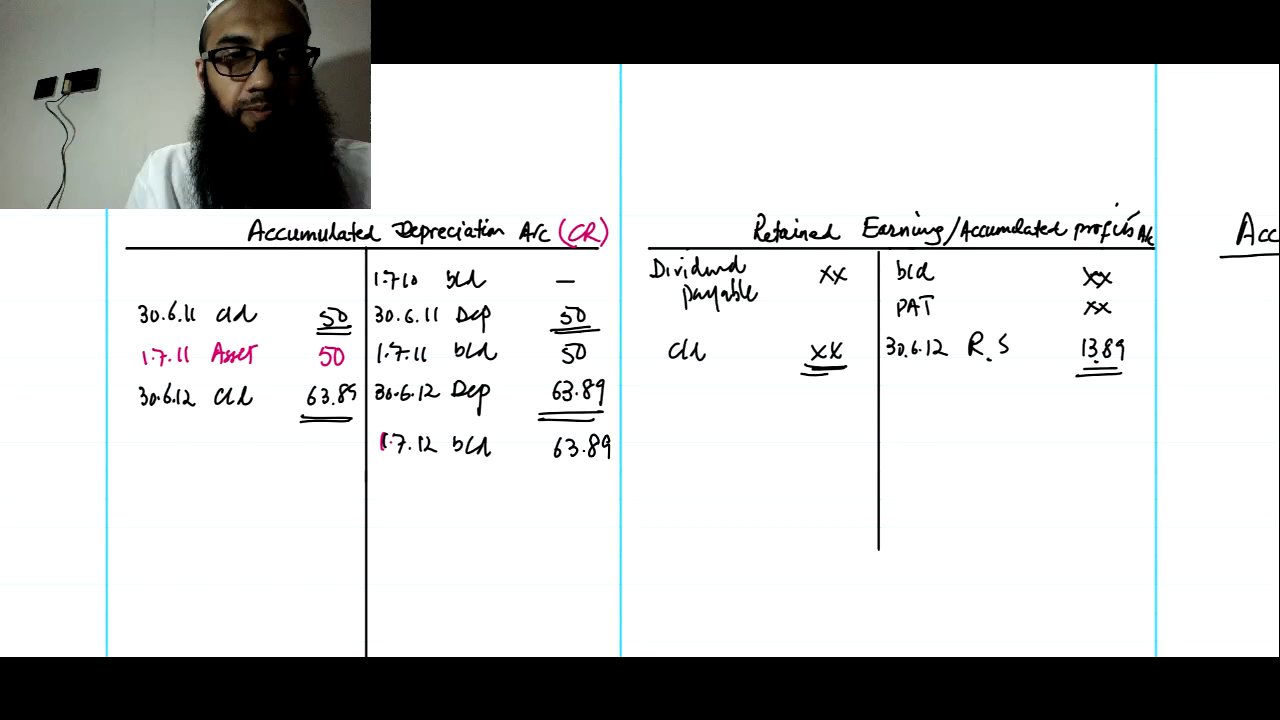 Accumulated Depreciation A/c (CR)
1.7.10 bld —
30.6.11 cld 50 30.6.11 Dep 50
1.7.11 Asset 50 1.7.11 bld 50
30.6.12 cld 63.89 30.6.12 Dep 63.89
1.7.12 bld 63.89
Retained Earning/Accumulated profits A/c
Dividend payable xx bld xx
PAT xx
cld xx 30.6.12 R.S 13.89
Acc